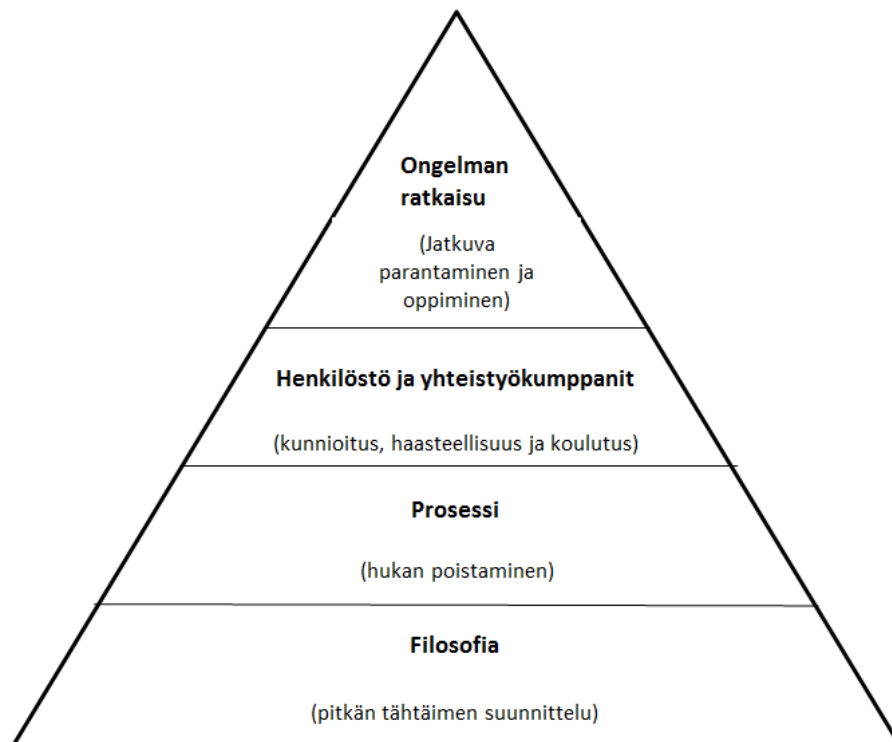 Ongelman
ratkaisu
(Jatkuva
parantaminen ja
oppiminen)
Henkilöstö ja yhteistyökumppanit
(kunnioitus, haasteellisuus ja koulutus)
Prosessi
(hukan poistaminen)
Filosofia
(pitkän tähtäimen suunnittelu)